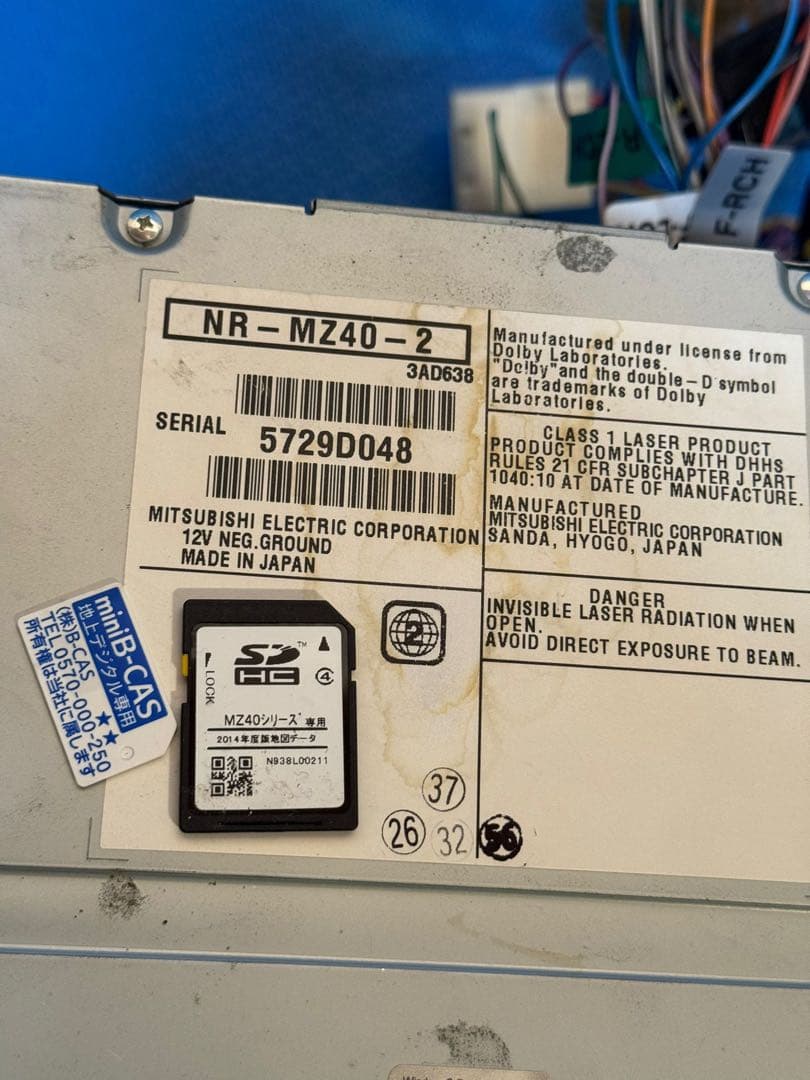 F-RCH
NR-MZ40-2
3AD638
SERIAL
5729D048
MITSUBISHI ELECTRIC CORPORATION
12V NEG.GROUND
MADE IN JAPAN
Manufactured under license from
Dolby Laboratories.
"Dolby"and the double-D symbol
are trademarks of Dolby
Laboratories.
CLASS 1 LASER PRODUCT
PRODUCT COMPLIES WITH DHHS
RULES 21 CFR SUBCHAPTER J PART
1040:10 AT DATE OF MANUFACTURE.
MANUFACTURED
MITSUBISHI ELECTRIC CORPORATION
SANDA, HYOGO, JAPAN
DANGER
INVISIBLE LASER RADIATION WHEN
OPEN.
AVOID DIRECT EXPOSURE TO BEAM.
2
miniB-CAS
地上デジタル専用
★★
(株)B-CAS
TEL 0570-000-250
所有権は当社に属します
SD™
HC
④
LOCK
MZ40シリーズ専用
2014年度版地図データ
N938L00211
37
26
32
56